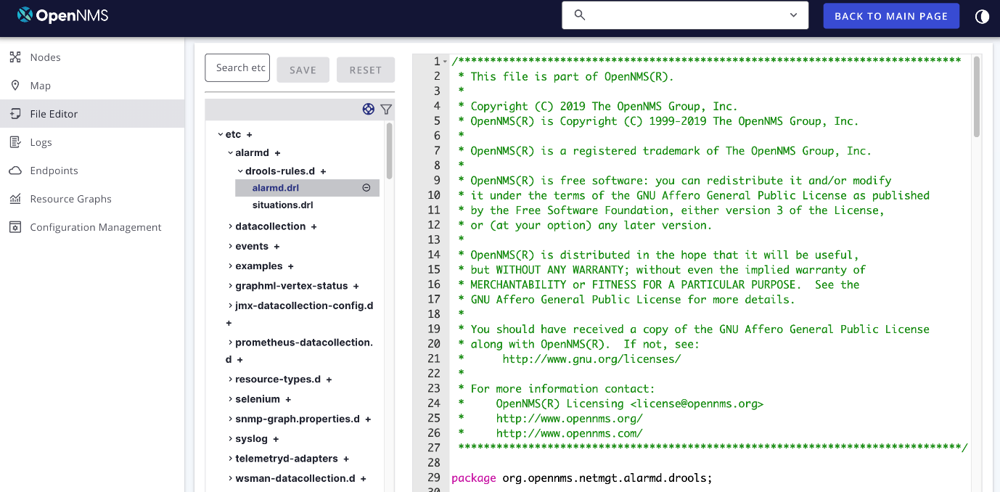 OpenNMS
BACK TO MAIN PAGE
Nodes
Map
File Editor
Logs
Endpoints
Resource Graphs
Configuration Management
Search etc
SAVE
RESET
etc +
alarmd +
drools-rules.d +
alarmd.drl
situations.drl
datacollection +
events +
examples +
graphml-vertex-status +
jmx-datacollection-config.d
+
prometheus-datacollection.
d +
resource-types.d +
selenium +
snmp-graph.properties.d +
syslog +
telemetryd-adapters +
wsman-datacollection.d +
1 /*******************************************************************************
2 * This file is part of OpenNMS(R).
3 *
4 * Copyright (C) 2019 The OpenNMS Group, Inc.
5 * OpenNMS(R) is Copyright (C) 1999-2019 The OpenNMS Group, Inc.
6 *
7 * OpenNMS(R) is a registered trademark of The OpenNMS Group, Inc.
8 *
9 * OpenNMS(R) is free software: you can redistribute it and/or modify
10 * it under the terms of the GNU Affero General Public License as published
11 * by the Free Software Foundation, either version 3 of the License,
12 * or (at your option) any later version.
13 *
14 * OpenNMS(R) is distributed in the hope that it will be useful,
15 * but WITHOUT ANY WARRANTY; without even the implied warranty of
16 * MERCHANTABILITY or FITNESS FOR A PARTICULAR PURPOSE.  See the
17 * GNU Affero General Public License for more details.
18 *
19 * You should have received a copy of the GNU Affero General Public License
20 * along with OpenNMS(R).  If not, see:
21 *      http://www.gnu.org/licenses/
22 *
23 * For more information contact:
24 *     OpenNMS(R) Licensing <license@opennms.org>
25 *     http://www.opennms.org/
26 *     http://www.opennms.com/
27 *******************************************************************************/
28
29 package org.opennms.netmgt.alarmd.drools;
30